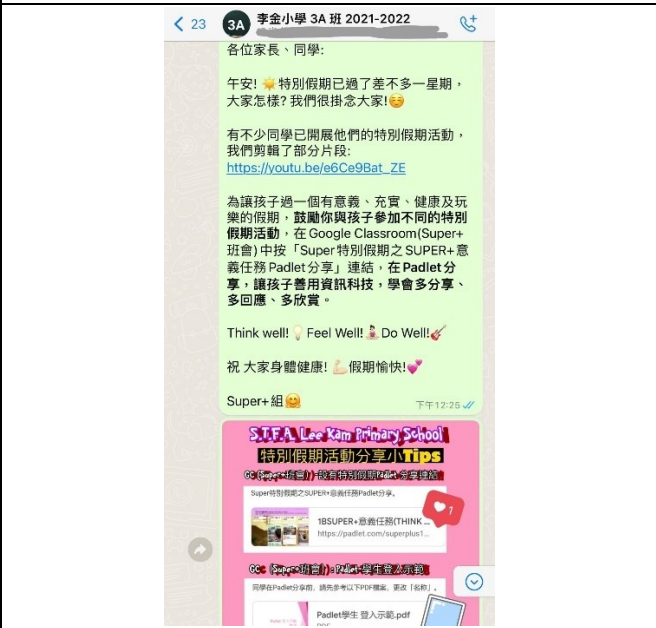 23
3A
李金小學 3A 班 2021-2022
各位家長、同學:
午安! ☀️特別假期已過了差不多一星期，
大家怎樣? 我們很掛念大家!😊
有不少同學已開展他們的特別假期活動，
我們剪輯了部分片段:
https://youtu.be/e6Ce9Bat_ZE
為讓孩子過一個有意義、充實、健康及玩
樂的假期，鼓勵你與孩子參加不同的特別
假期活動，在 Google Classroom(Super+
班會) 中按「Super特別假期之 SUPER+意
義任務 Padlet分享」連結，在 Padlet 分
享，讓孩子善用資訊科技，學會多分享、
多回應、多欣賞。
Think well!💡 Feel Well!🧘 Do Well!🎸
祝 大家身體健康! 💪🏻假期愉快!💕
Super+組🤗
下午12:25
S.T.F.A. Lee Kam Primary School
特別假期活動分享小Tips
Super特別假期之SUPER+意義任務Padlet分享。
1BSUPER+意義任務(THINK ...
https://padlet.com/superplus1...
1
同學在Padlet分享前，請先參考以下PDF檔案，更改「名稱」。
Padlet學生 登入示範.pdf